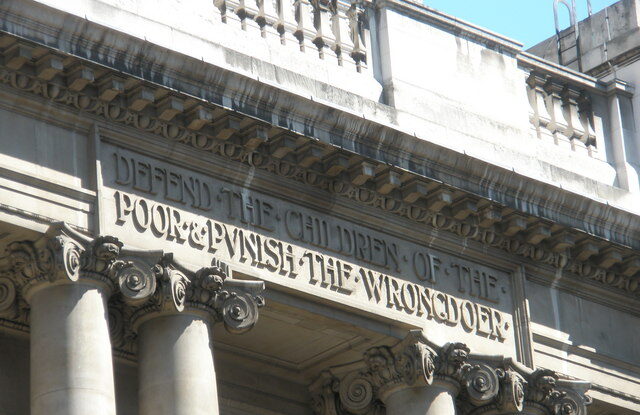 DEFEND·THE·CHILDREN·OF·THE·
POOR·&·PVNISH·THE·WRONGDOER·